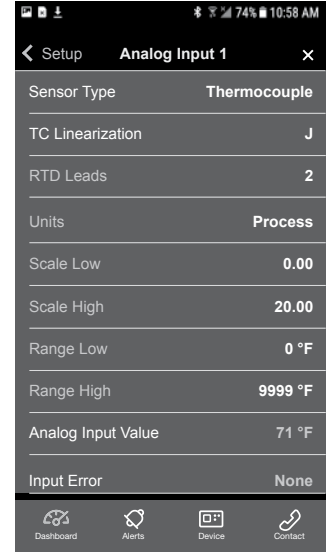 74% 10:58 AM
Setup Analog Input 1 ×
Sensor Type Thermocouple
TC Linearization J
RTD Leads 2
Units Process
Scale Low 0.00
Scale High 20.00
Range Low 0 °F
Range High 9999 °F
Analog Input Value 71 °F
Input Error None
Dashboard Alerts Device Contact